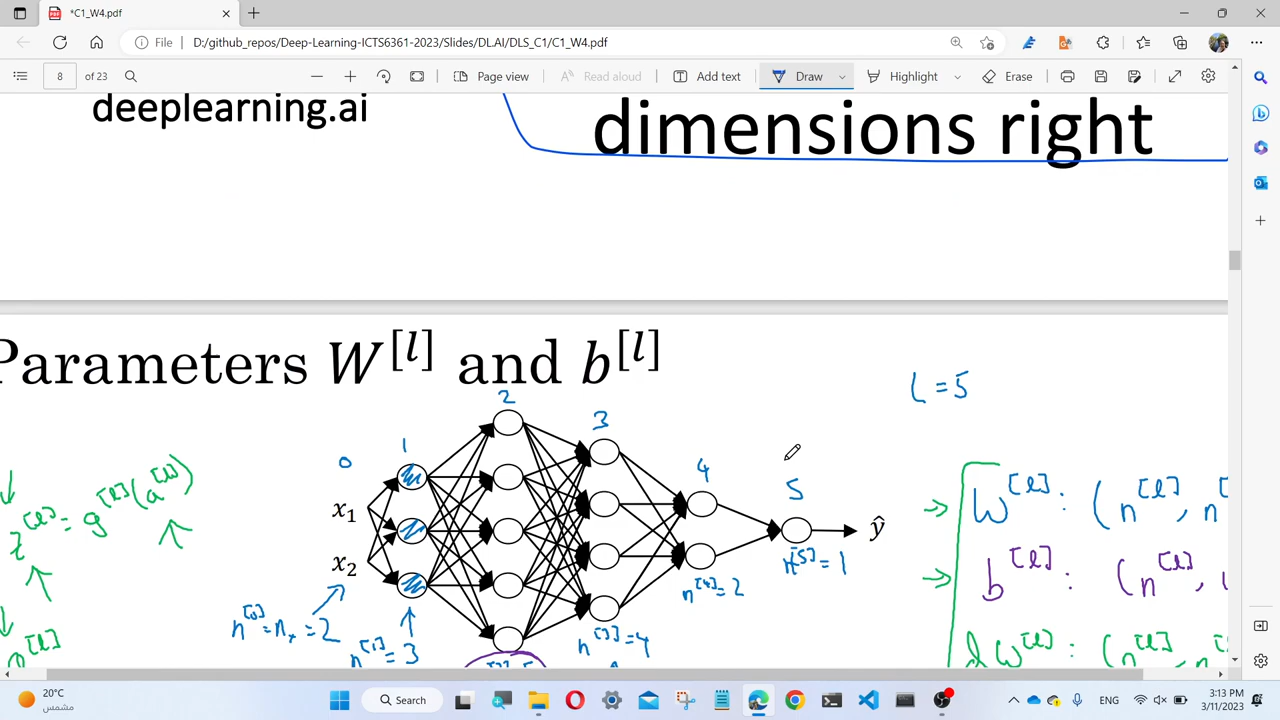 *C1_W4.pdf
File
D:/github_repos/Deep-Learning-ICTS6361-2023/Slides/DL.AI/DLS_C1/C1_W4.pdf
8 of 23
Page view
Read aloud
Add text
Draw
Highlight
Erase
deeplearning.ai
dimensions right
Parameters W^[l] and b^[l]
L = 5
0 1 2 3 4 5
z^[l] = g^[l](a^[l])
x₁
x₂
ŷ
W^[l] : (n^[l], n
b^[l] : (n^[l], 1
dW^[l] : (n^[l], n
n^[5] = 1
n^[4] = 2
n^[3] = 4
n^[0] = nₓ = 2
n^[1] = 3
20°C
مشمس
Search
ENG
3:13 PM
3/11/2023